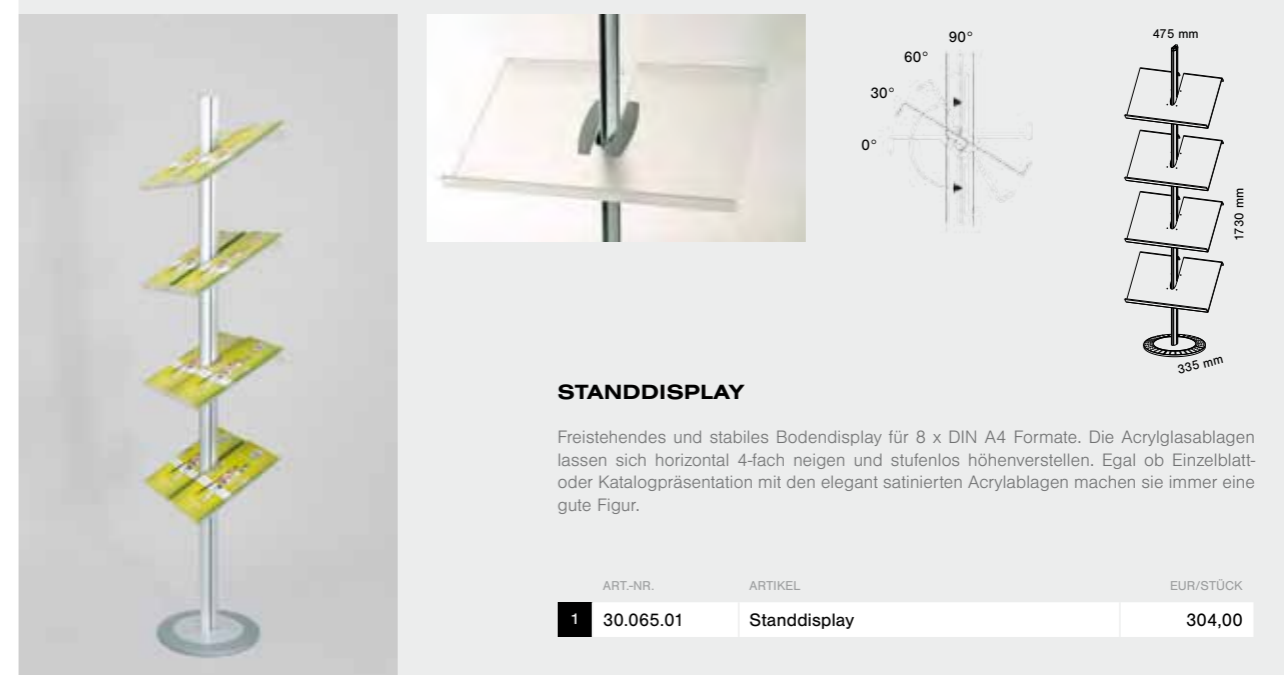 90°
60°
30°
0°
475 mm
1730 mm
335 mm
STANDDISPLAY
Freistehendes und stabiles Bodendisplay für 8 x DIN A4 Formate. Die Acrylglasablagen
lassen sich horizontal 4-fach neigen und stufenlos höhenverstellen. Egal ob Einzelblatt-
oder Katalogpräsentation mit den elegant satinierten Acrylablagen machen sie immer eine
gute Figur.
ART.-NR. ARTIKEL EUR/STÜCK
1 30.065.01 Standdisplay 304,00